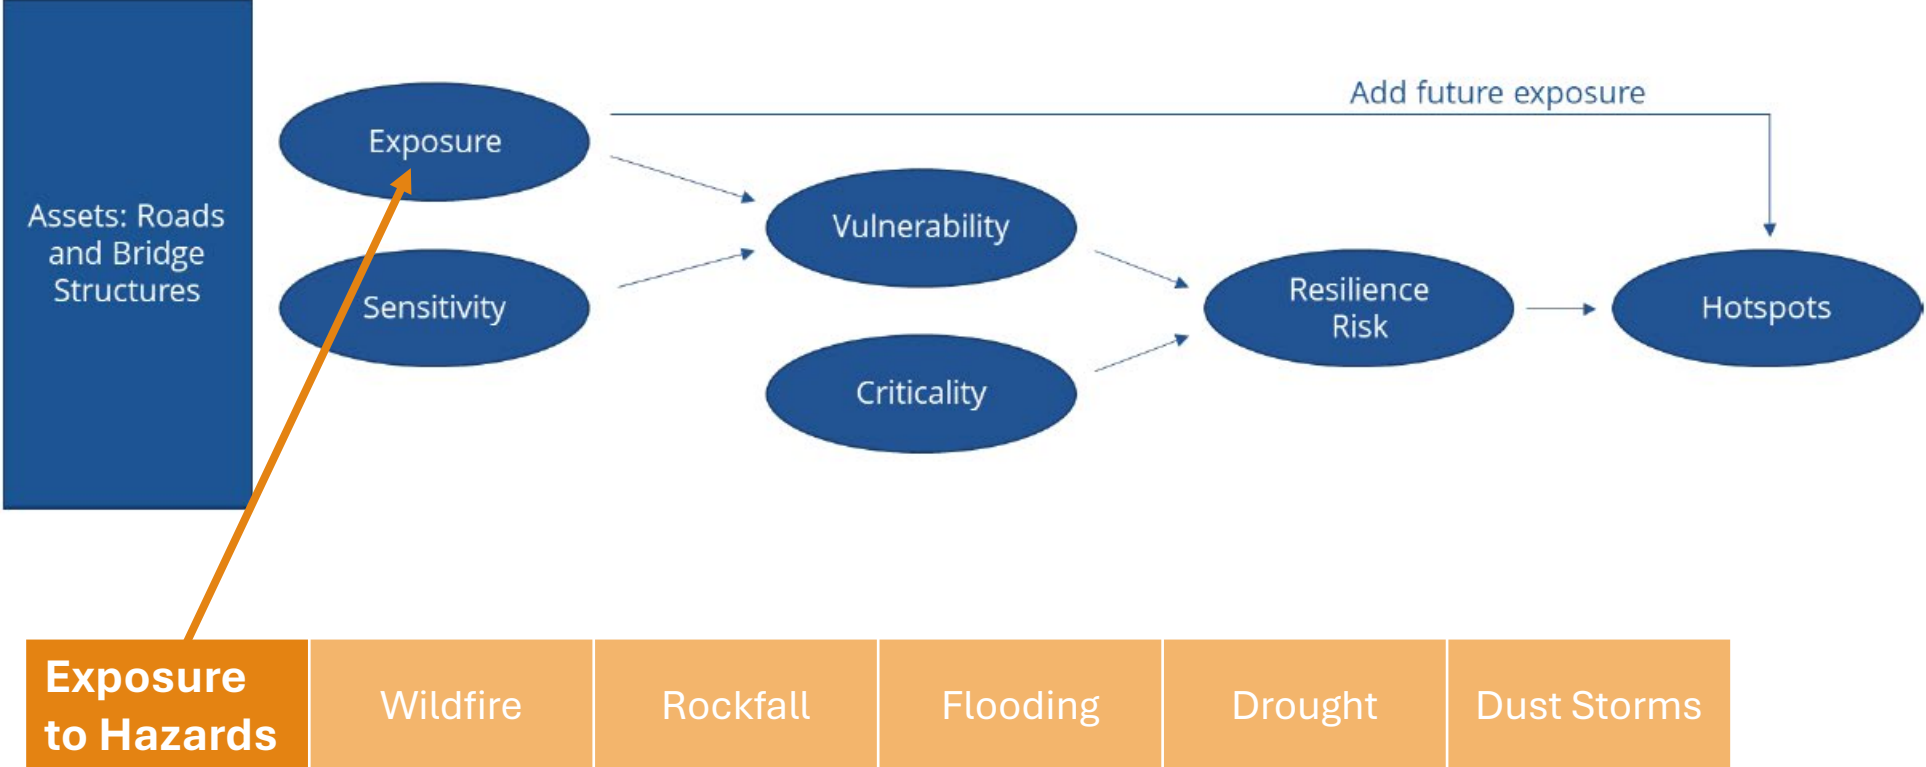 Add future exposure
Exposure
Assets: Roads
and Bridge
Structures
Vulnerability
Sensitivity
Resilience
Risk
Hotspots
Criticality
Exposure
to Hazards
Wildfire
Rockfall
Flooding
Drought
Dust Storms